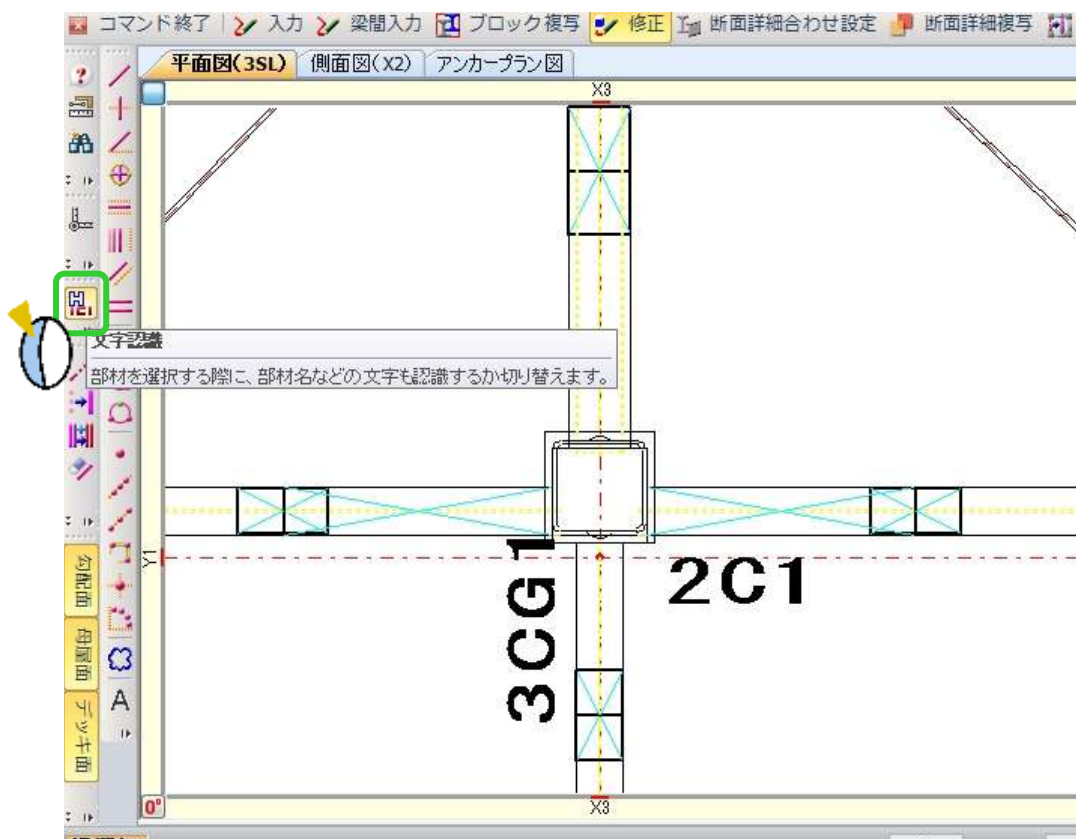 コマンド終了 入力 梁間入力 ブロック複写 修正 断面詳細合わせ設定 断面詳細複写
平面図(3SL) 側面図(X2) アンカープラン図
X3
文字認識
部材を選択する際に、部材名などの文字も認識するか切り替えます。
Y1
3CG1
2C1
勾配面
母屋面
デッキ面
A
0°
X3